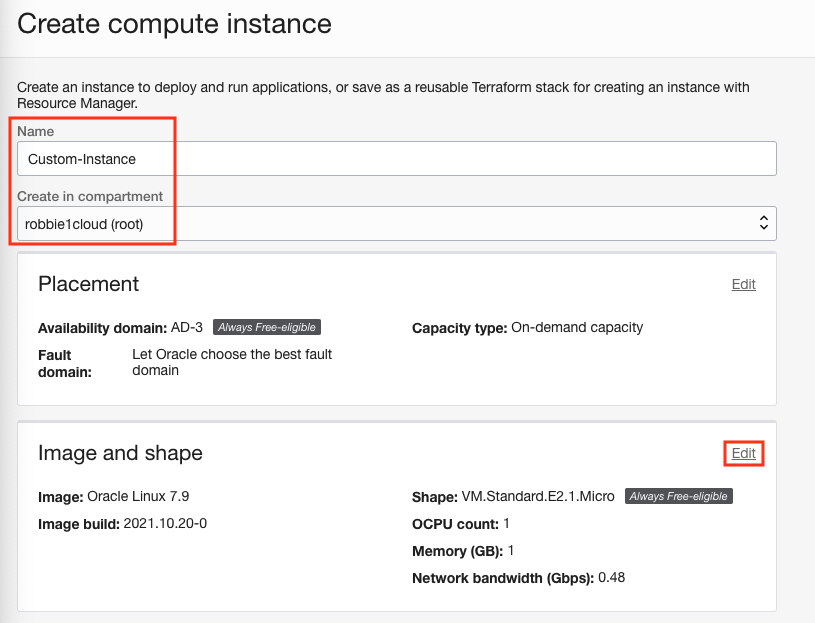 Create compute instance
Create an instance to deploy and run applications, or save as a reusable Terraform stack for creating an instance with
Resource Manager.
Name
Custom-Instance
Create in compartment
robbie1cloud (root)
Placement
Edit
Availability domain: AD-3 Always Free-eligible
Capacity type: On-demand capacity
Fault domain: Let Oracle choose the best fault domain
Image and shape
Edit
Image: Oracle Linux 7.9
Image build: 2021.10.20-0
Shape: VM.Standard.E2.1.Micro Always Free-eligible
OCPU count: 1
Memory (GB): 1
Network bandwidth (Gbps): 0.48